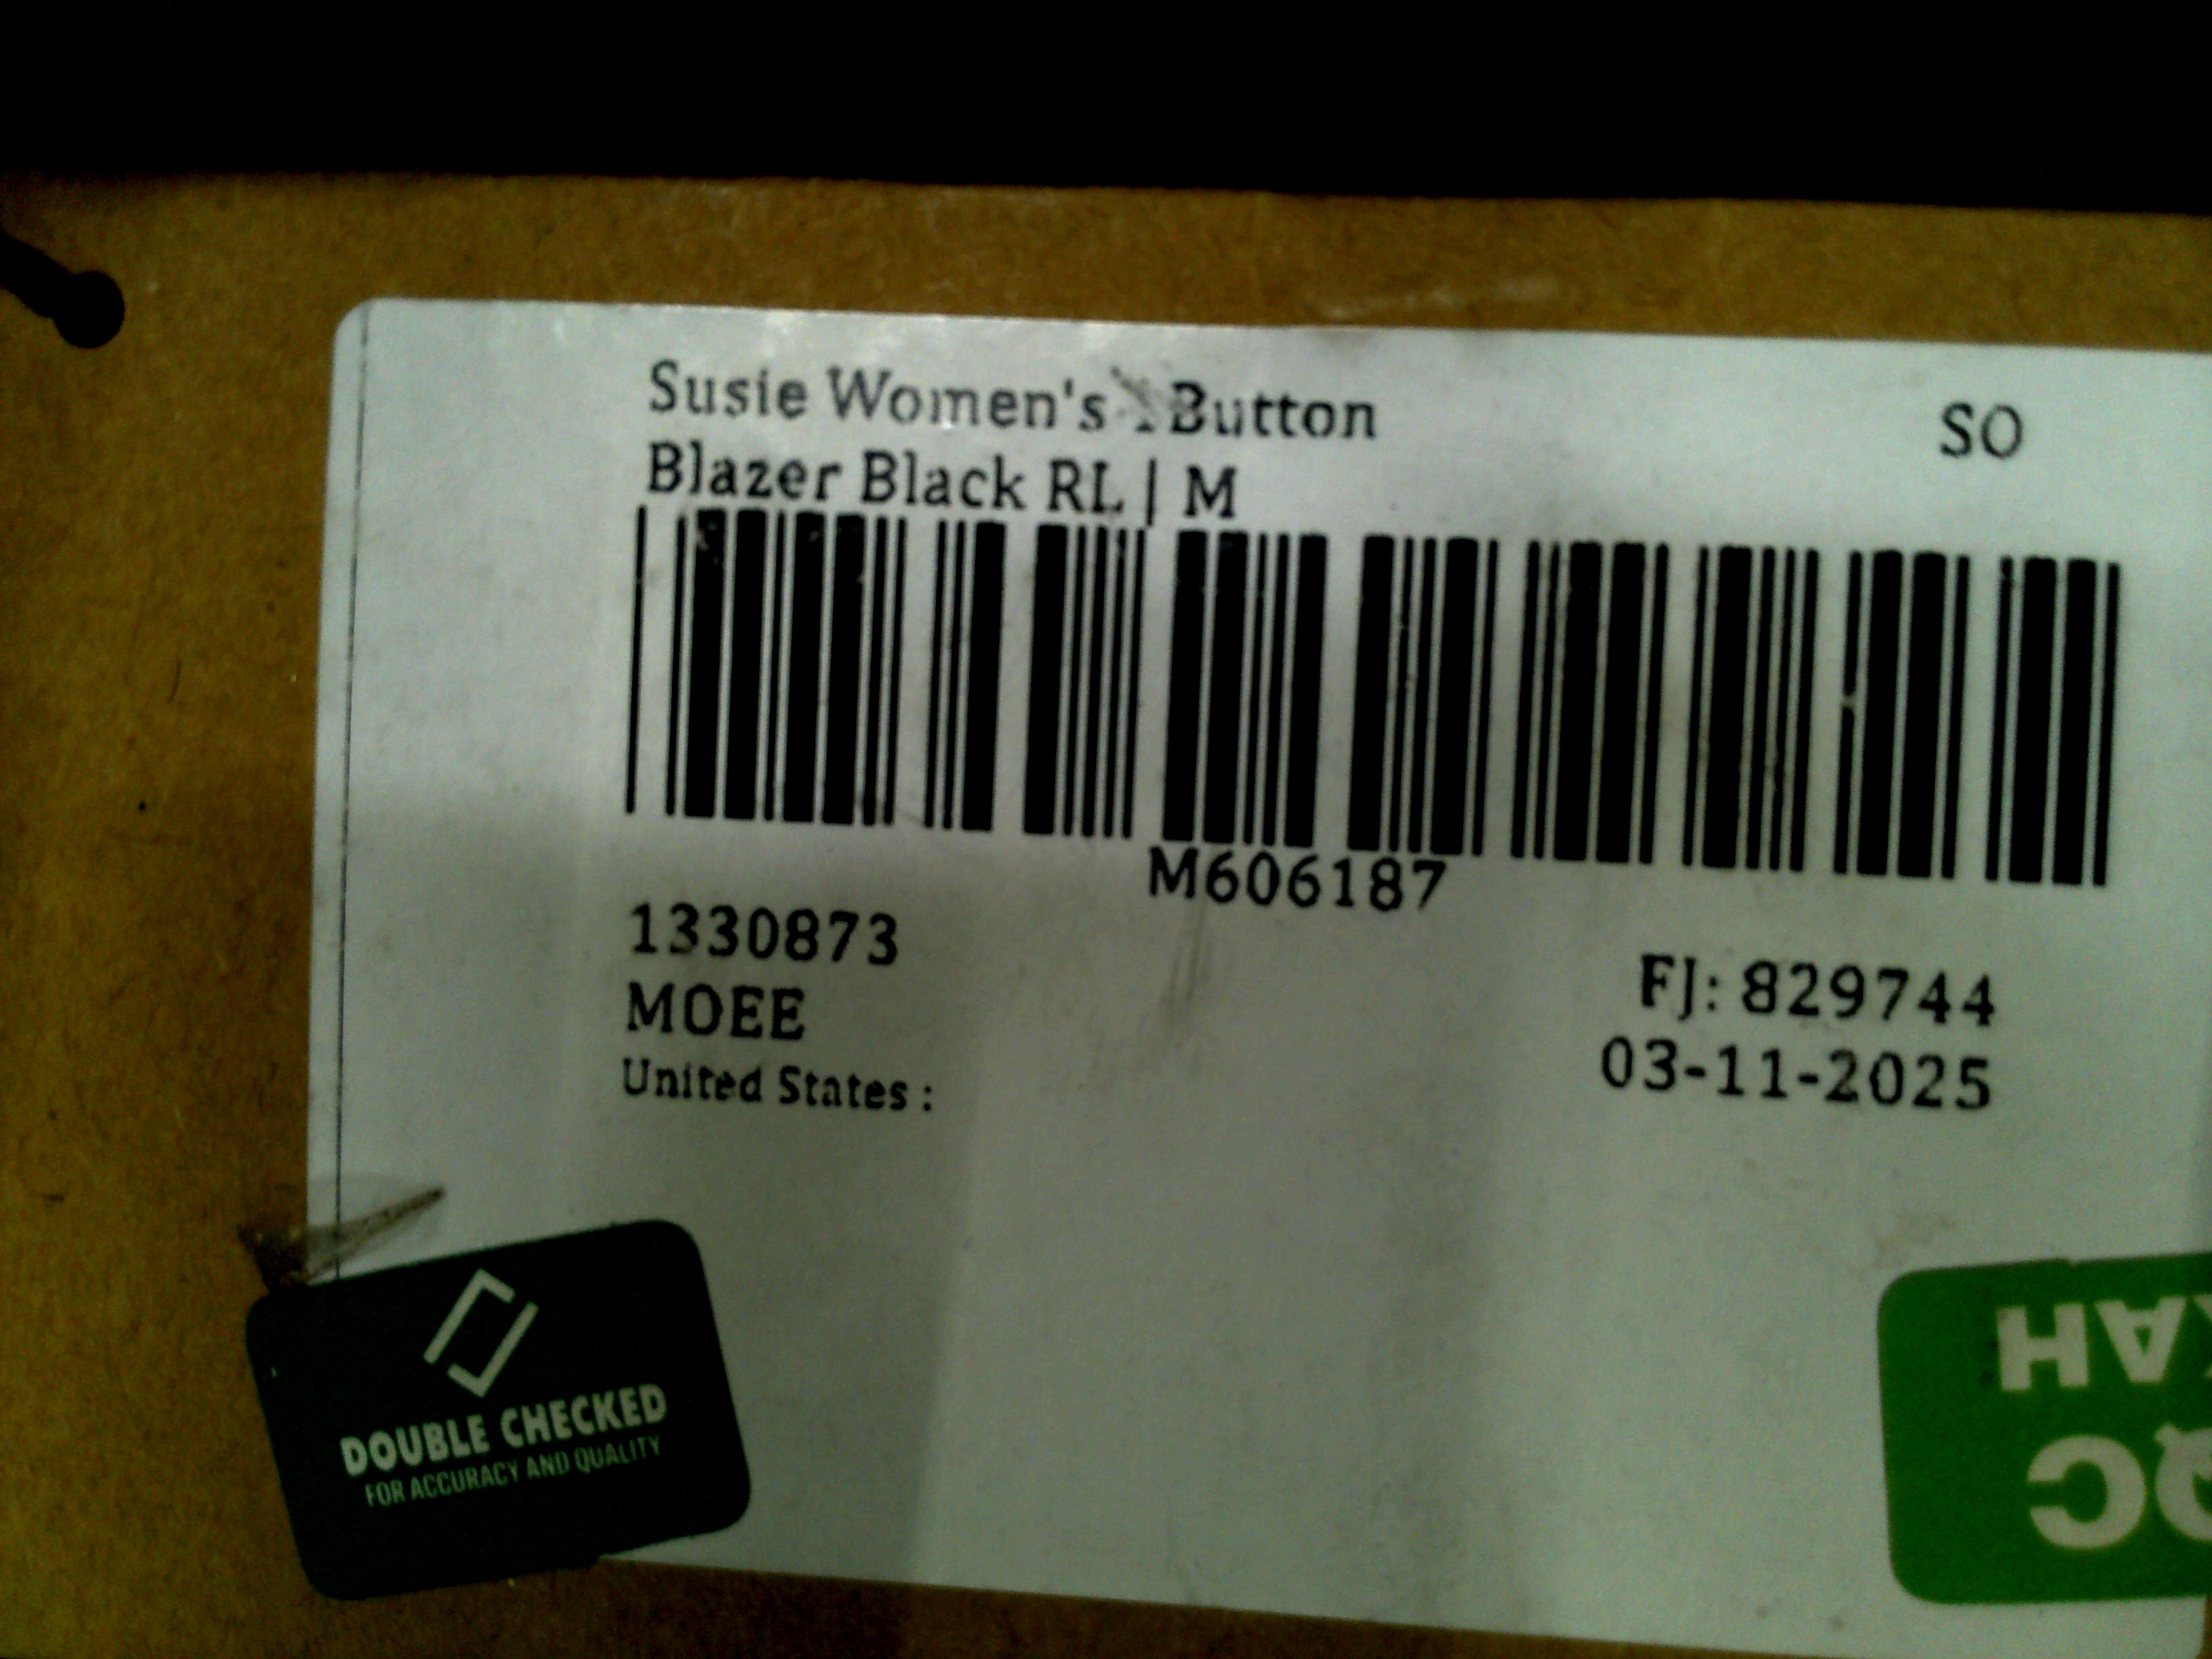 Susie Women's Button
SO
Blazer Black RL | M
M606187
1330873
MOEE
United States :
FJ: 829744
03-11-2025
DOUBLE CHECKED
FOR ACCURACY AND QUALITY
QC